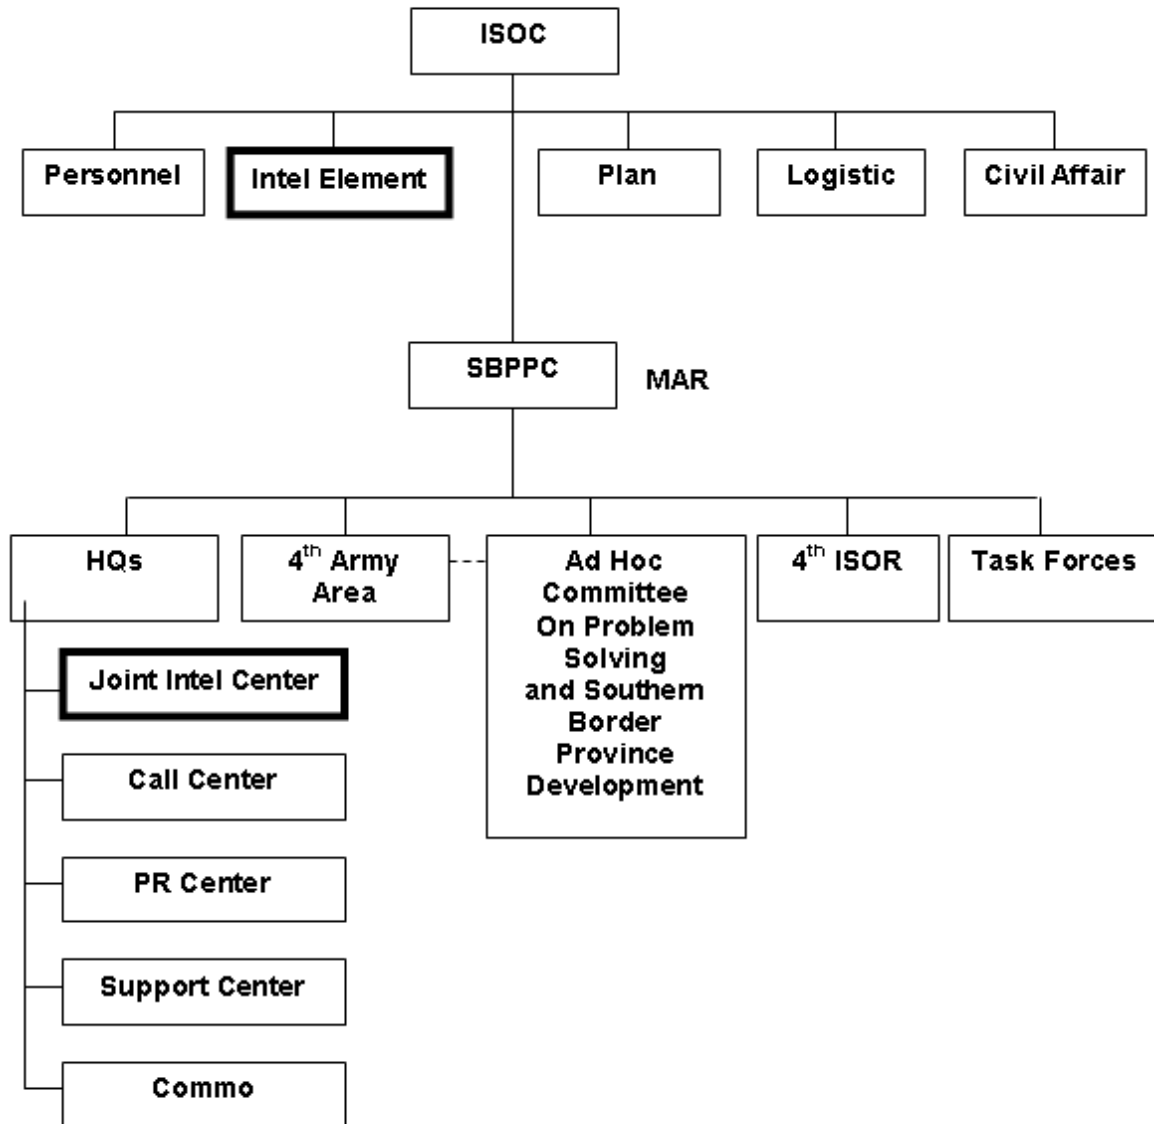 ISOC
Personnel
Intel Element
Plan
Logistic
Civil Affair
SBPPC
MAR
HQs
4th Army
Area
Ad Hoc
Committee
On Problem
Solving
and Southern
Border
Province
Development
4th ISOR
Task Forces
Joint Intel Center
Call Center
PR Center
Support Center
Commo